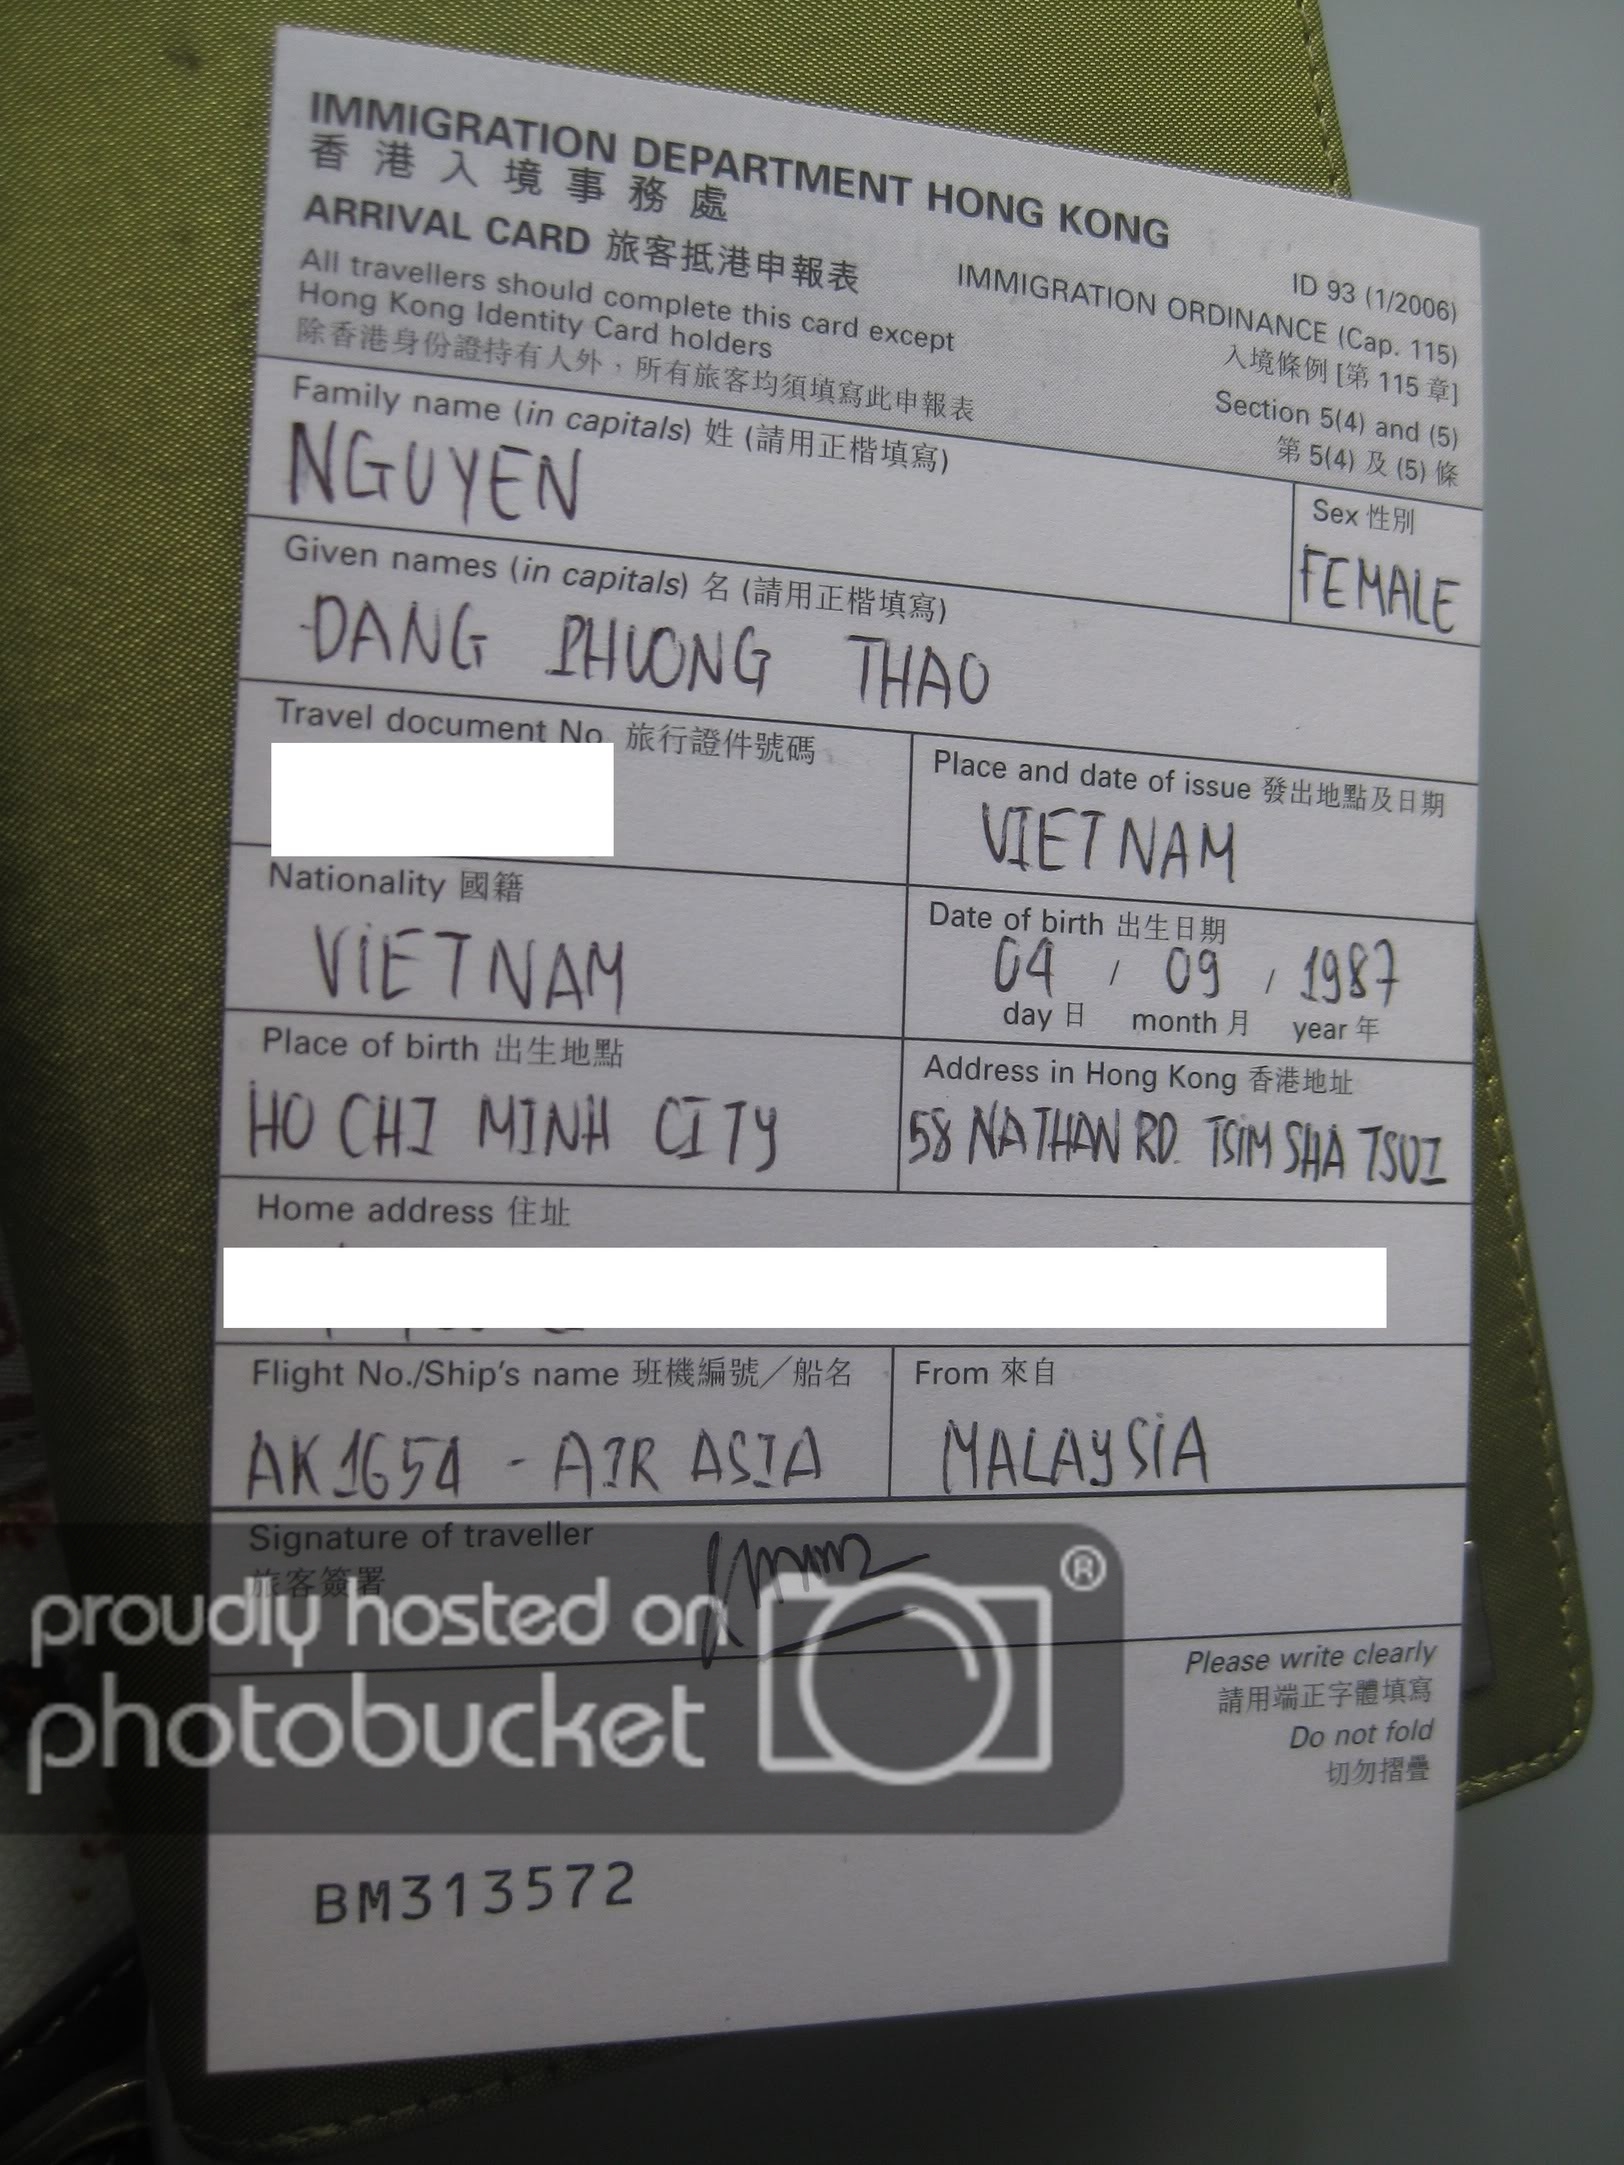 IMMIGRATION DEPARTMENT HONG KONG
香港入境事務處
ARRIVAL CARD 旅客抵港申報表
All travellers should complete this card except
Hong Kong Identity Card holders
除香港身份證持有人外，所有旅客均須填寫此申報表
ID 93 (1/2006)
IMMIGRATION ORDINANCE (Cap. 115)
入境條例 [第 115 章]
Section 5(4) and (5)
第 5(4) 及 (5) 條
Family name (in capitals) 姓 (請用正楷填寫)
NGUYEN
Sex 性別
FEMALE
Given names (in capitals) 名 (請用正楷填寫)
DANG PHUONG THAO
Travel document No. 旅行證件號碼
Place and date of issue 發出地點及日期
VIETNAM
Nationality 國籍
VIETNAM
Date of birth 出生日期
04 / 09 / 1987
day 日 month 月 year 年
Place of birth 出生地點
HO CHI MINH CITY
Address in Hong Kong 香港地址
58 NATHAN RD. TSIM SHA TSUI
Home address 住址
Flight No./Ship's name 班機編號／船名
AK1654 - AIR ASIA
From 來自
MALAYSIA
Signature of traveller
旅客簽署
proudly hosted on
photobucket
®
Please write clearly
請用端正字體填寫
Do not fold
切勿摺疊
BM313572